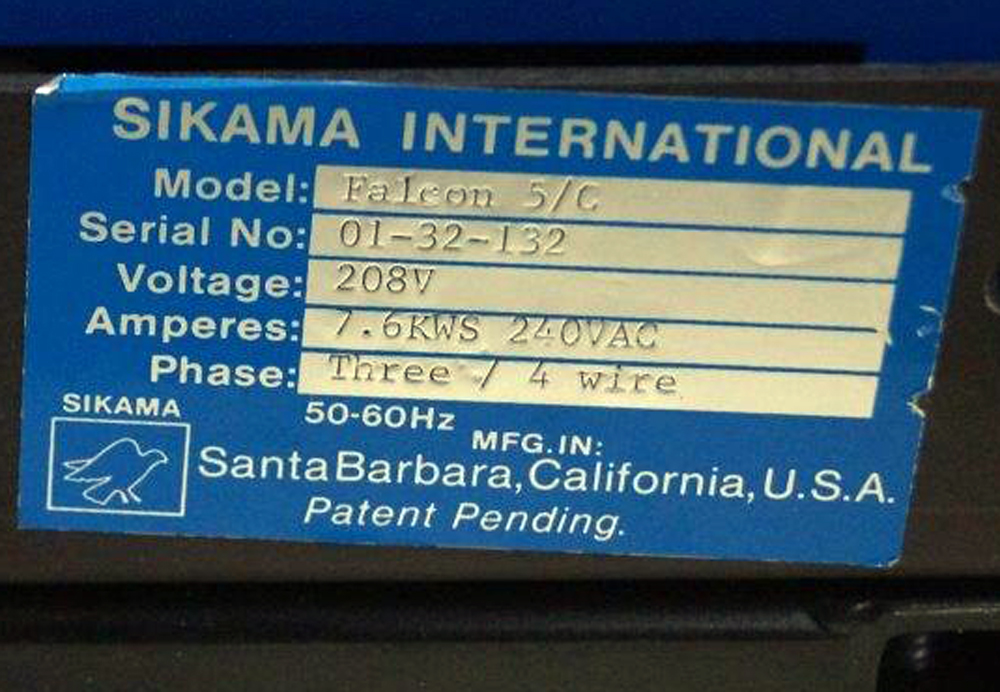 SIKAMA INTERNATIONAL
Model: Falcon 5/C
Serial No: 01-32-132
Voltage: 208V
Amperes: 7.6KWS 240VAC
Phase: Three / 4 wire
SIKAMA
50-60Hz
MFG.IN:
Santa Barbara, California, U.S.A.
Patent Pending.